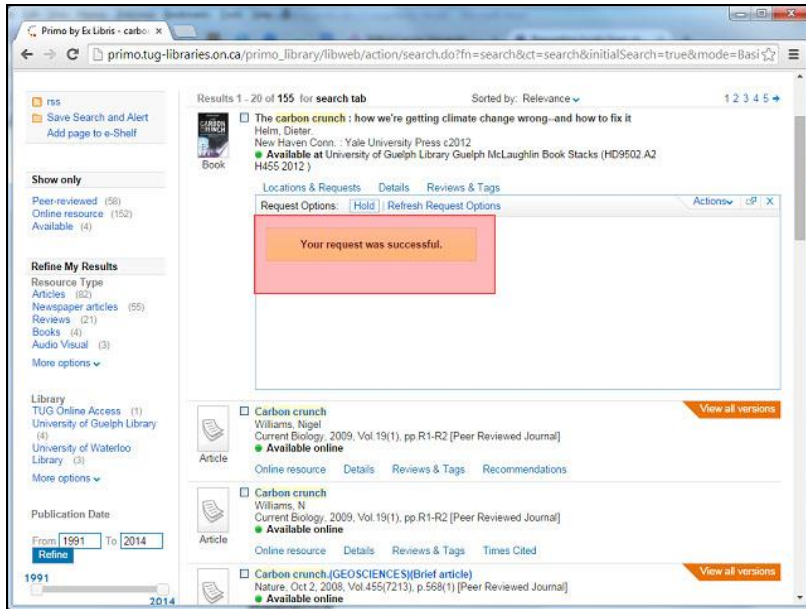 Primo by Ex Libris - carbo
primo.tug-libraries.on.ca/primo_library/libweb/action/search.do?fn=search&ct=search&initialSearch=true&mode=Basi
rss
Save Search and Alert
Add page to e-Shelf
Show only
Peer-reviewed (58)
Online resource (152)
Available (4)
Refine My Results
Resource Type
Articles (82)
Newspaper articles (55)
Reviews (21)
Books (4)
Audio Visual (3)
More options
Library
TUG Online Access (1)
University of Guelph Library
(4)
University of Waterloo
Library (3)
More options
Publication Date
From 1991 To 2014
Refine
1991
2014
Results 1 - 20 of 155 for search tab Sorted by: Relevance 1 2 3 4 5
CARBON CRUNCH
Book
The carbon crunch : how we're getting climate change wrong--and how to fix it
Helm, Dieter.
New Haven Conn. : Yale University Press c2012
Available at University of Guelph Library Guelph McLaughlin Book Stacks (HD9502.A2
H455 2012 )
Locations & Requests Details Reviews & Tags
Request Options: Hold | Refresh Request Options Actions X
Your request was successful.
View all versions
Article
Carbon crunch
Williams, Nigel
Current Biology, 2009, Vol.19(1), pp.R1-R2 [Peer Reviewed Journal]
Available online
Online resource Details Reviews & Tags Recommendations
Article
Carbon crunch
Williams, N
Current Biology, 2009, Vol.19(1), pp.R1-R2 [Peer Reviewed Journal]
Available online
Online resource Details Reviews & Tags Times Cited
View all versions
Carbon crunch.(GEOSCIENCES)(Brief article)
Nature, Oct 2, 2008, Vol.455(7213), p.568(1) [Peer Reviewed Journal]
Available online